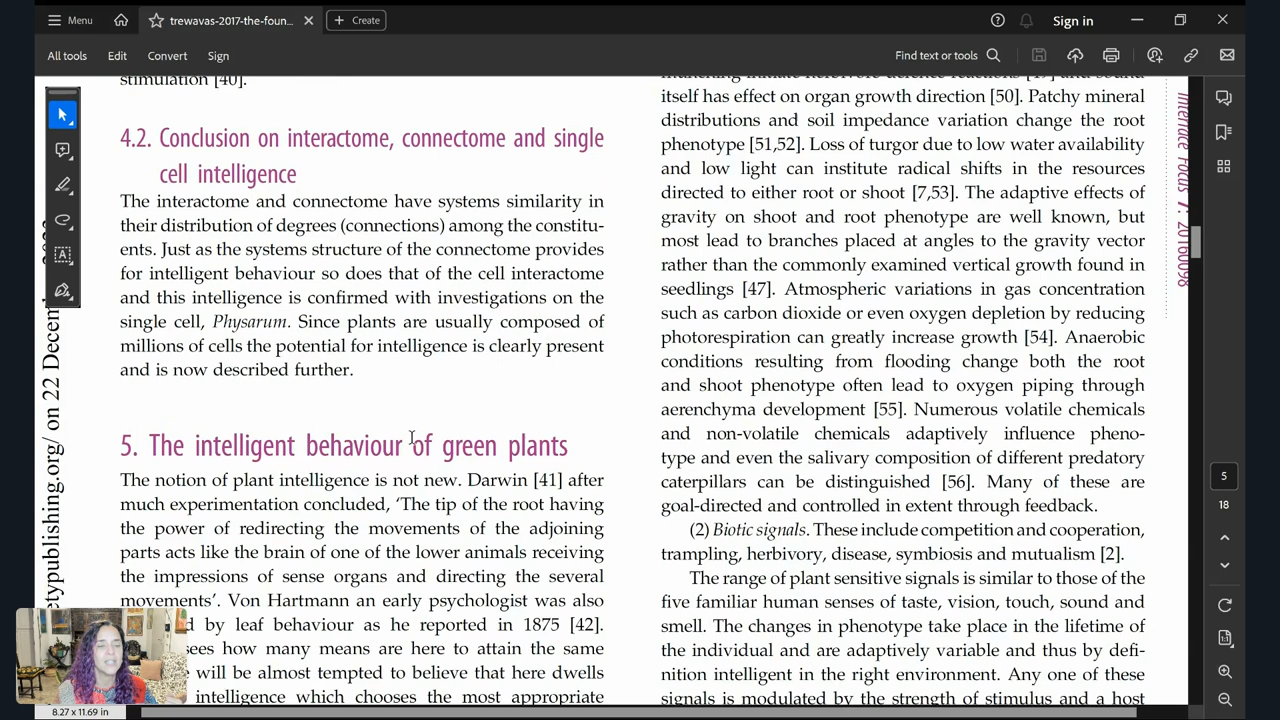 Menu
trewavas-2017-the-foun...
Create
Sign in
All tools
Edit
Convert
Sign
Find text or tools
stimulation [40].
4.2. Conclusion on interactome, connectome and single
cell intelligence
The interactome and connectome have systems similarity in
their distribution of degrees (connections) among the constitu-
ents. Just as the systems structure of the connectome provides
for intelligent behaviour so does that of the cell interactome
and this intelligence is confirmed with investigations on the
single cell, Physarum. Since plants are usually composed of
millions of cells the potential for intelligence is clearly present
and is now described further.
5. The intelligent behaviour of green plants
The notion of plant intelligence is not new. Darwin [41] after
much experimentation concluded, ‘The tip of the root having
the power of redirecting the movements of the adjoining
parts acts like the brain of one of the lower animals receiving
the impressions of sense organs and directing the several
movements’. Von Hartmann an early psychologist was also
by leaf behaviour as he reported in 1875 [42].
sees how many means are here to attain the same
will be almost tempted to believe that here dwells
intelligence which chooses the most appropriate
itself has effect on organ growth direction [50]. Patchy mineral
distributions and soil impedance variation change the root
phenotype [51,52]. Loss of turgor due to low water availability
and low light can institute radical shifts in the resources
directed to either root or shoot [7,53]. The adaptive effects of
gravity on shoot and root phenotype are well known, but
most lead to branches placed at angles to the gravity vector
rather than the commonly examined vertical growth found in
seedlings [47]. Atmospheric variations in gas concentration
such as carbon dioxide or even oxygen depletion by reducing
photorespiration can greatly increase growth [54]. Anaerobic
conditions resulting from flooding change both the root
and shoot phenotype often lead to oxygen piping through
aerenchyma development [55]. Numerous volatile chemicals
and non-volatile chemicals adaptively influence pheno-
type and even the salivary composition of different predatory
caterpillars can be distinguished [56]. Many of these are
goal-directed and controlled in extent through feedback.
(2) Biotic signals. These include competition and cooperation,
trampling, herbivory, disease, symbiosis and mutualism [2].
The range of plant sensitive signals is similar to those of the
five familiar human senses of taste, vision, touch, sound and
smell. The changes in phenotype take place in the lifetime of
the individual and are adaptively variable and thus by defi-
nition intelligent in the right environment. Any one of these
signals is modulated by the strength of stimulus and a host
Interface Focus 7: 20160098
etypublishing.org/ on 22 Decem
5
18
8.27 x 11.69 in